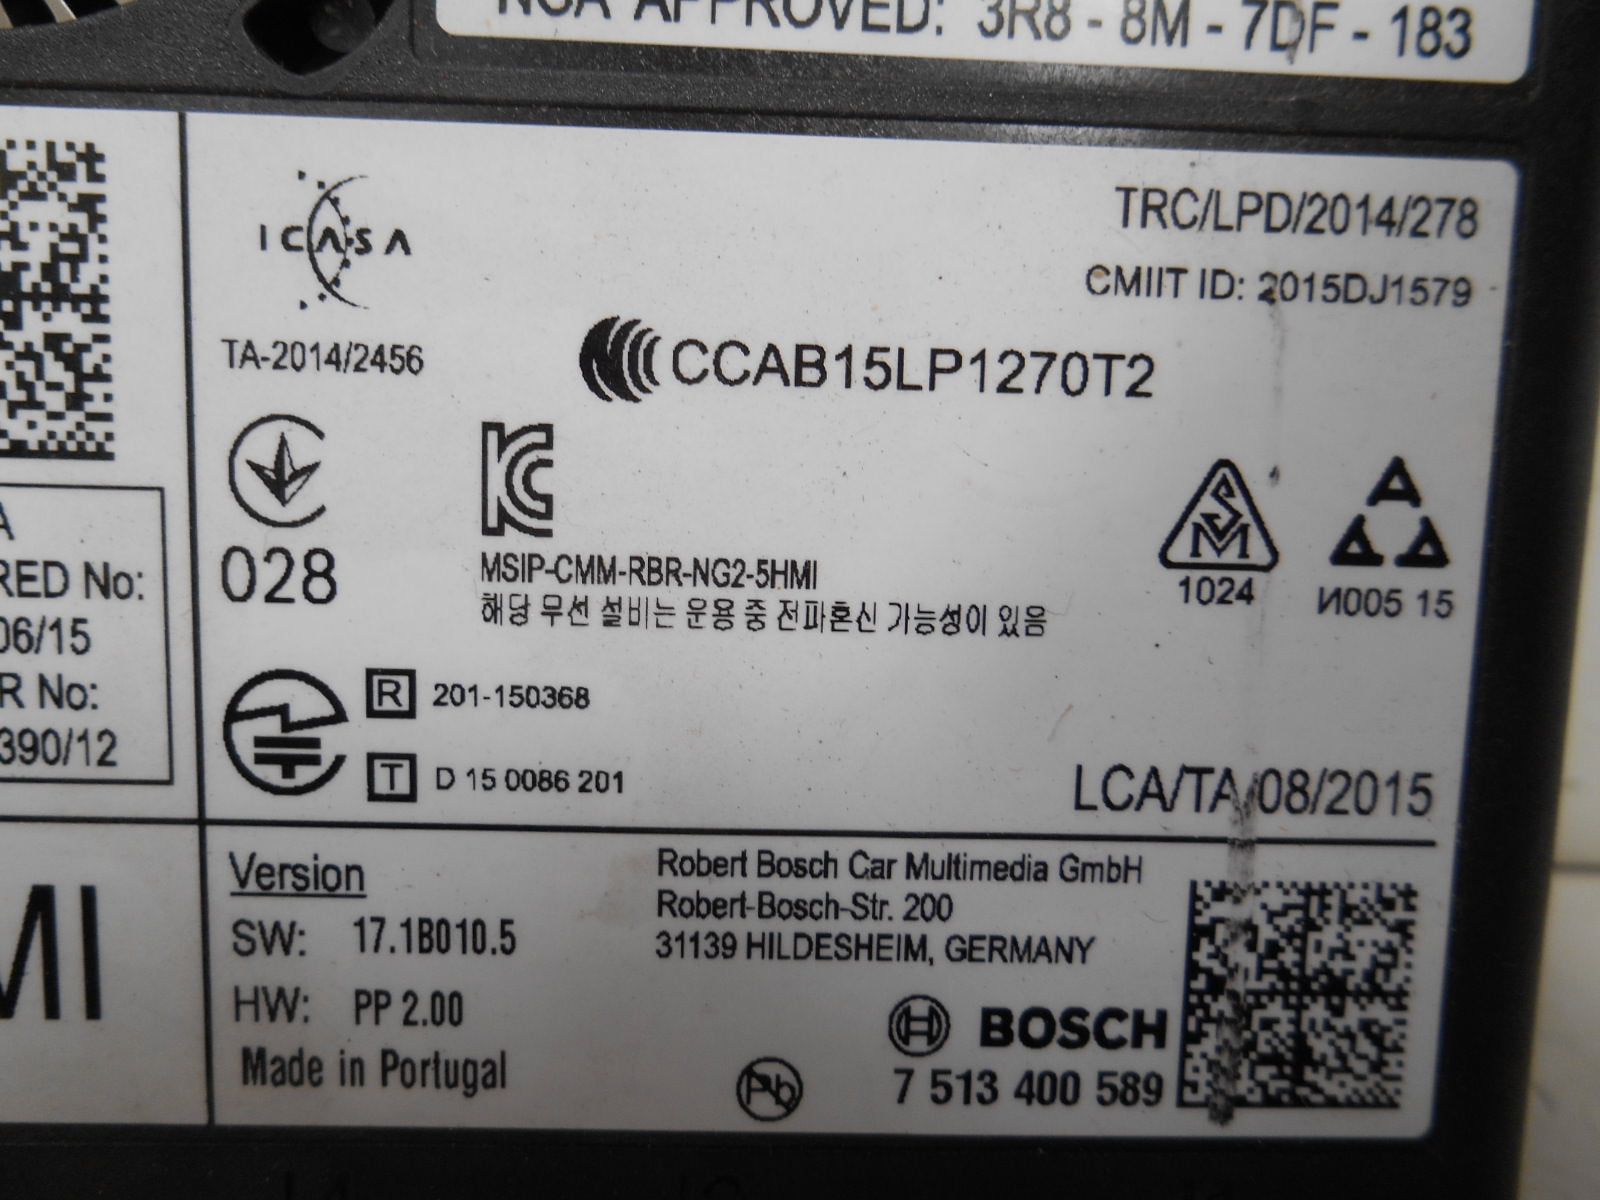 NCA APPROVED: 3R8 - 8M - 7DF - 183
ICASA
TA-2014/2456
TRC/LPD/2014/278
CMIIT ID: 2015DJ1579
CCAB15LP1270T2
028
MSIP-CMM-RBR-NG2-5HMI
해당 무선 설비는 운용 중 전파혼신 가능성이 있음
SM
1024
AAA
И005 15
A
RED No:
06/15
R No:
390/12
R 201-150368
T D 15 0086 201
LCA/TA/08/2015
MI
Version
SW: 17.1B010.5
HW: PP 2.00
Made in Portugal
Robert Bosch Car Multimedia GmbH
Robert-Bosch-Str. 200
31139 HILDESHEIM, GERMANY
Pb
BOSCH
7 513 400 589